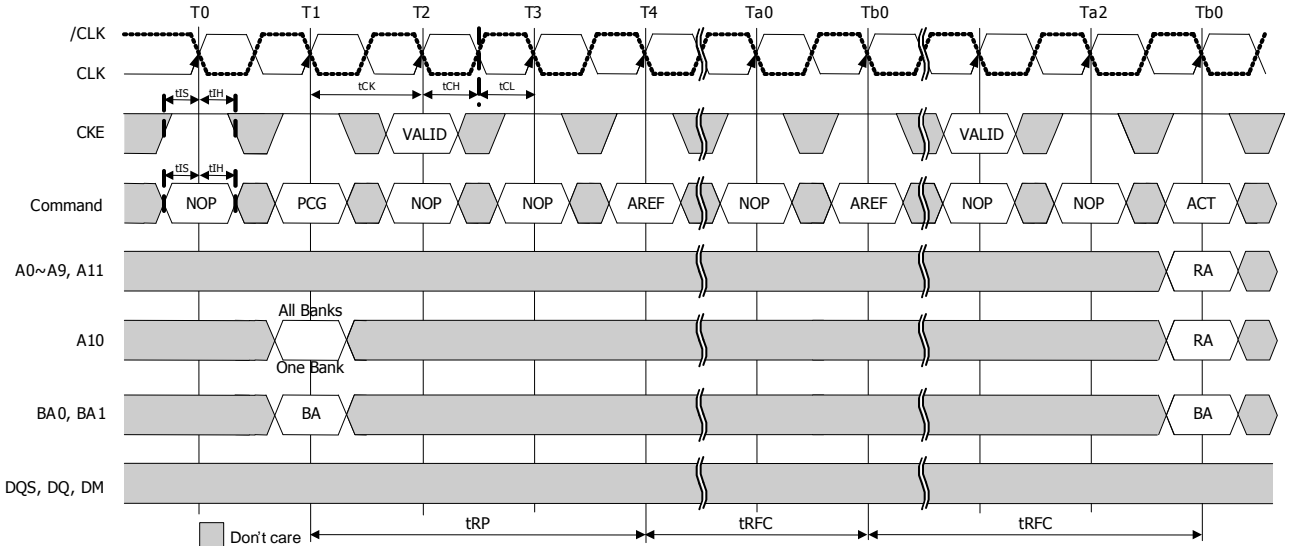 T0 T1 T2 T3 T4 Ta0 Tb0 Ta2 Tb0
/CLK
CLK
tIS tIH tCK tCH tCL
CKE VALID VALID
tIS tIH
Command NOP PCG NOP NOP AREF NOP AREF NOP NOP ACT
A0~A9, A11 RA
All Banks
A10 RA
One Bank
BA0, BA1 BA BA
DQS, DQ, DM
Don't care tRP tRFC tRFC